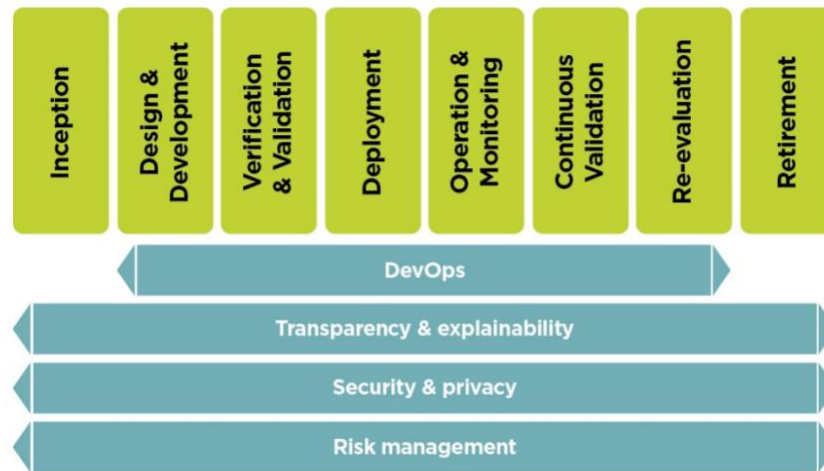 Inception
Design &
Development
Verification
& Validation
Deployment
Operation &
Monitoring
Continuous
Validation
Re-evaluation
Retirement
DevOps
Transparency & explainability
Security & privacy
Risk management